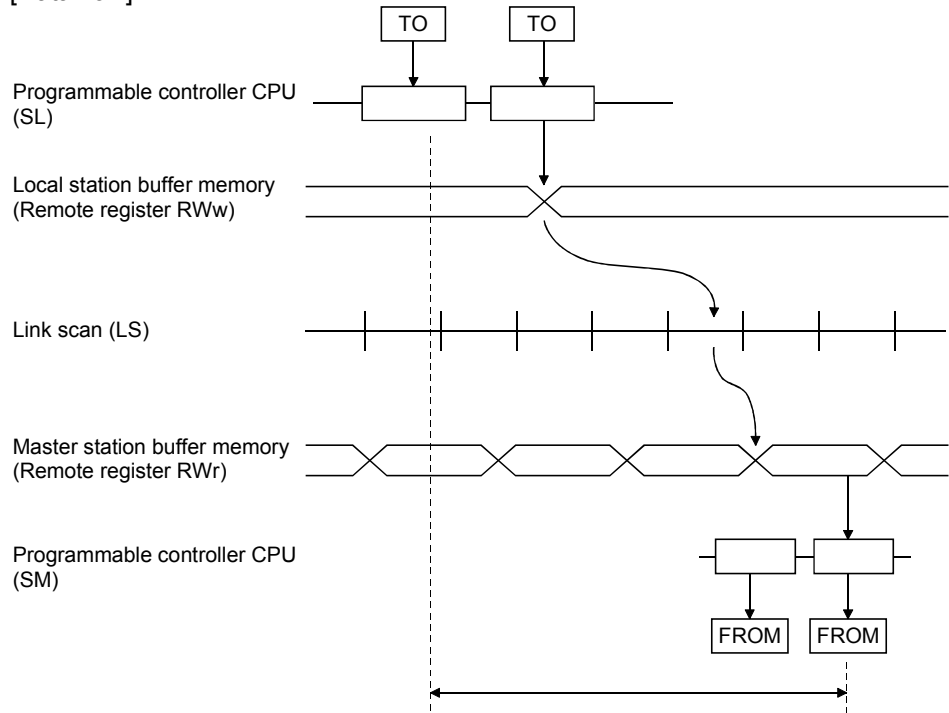 TO TO
Programmable controller CPU
(SL)
Local station buffer memory
(Remote register RWw)
Link scan (LS)
Master station buffer memory
(Remote register RWr)
Programmable controller CPU
(SM)
FROM FROM